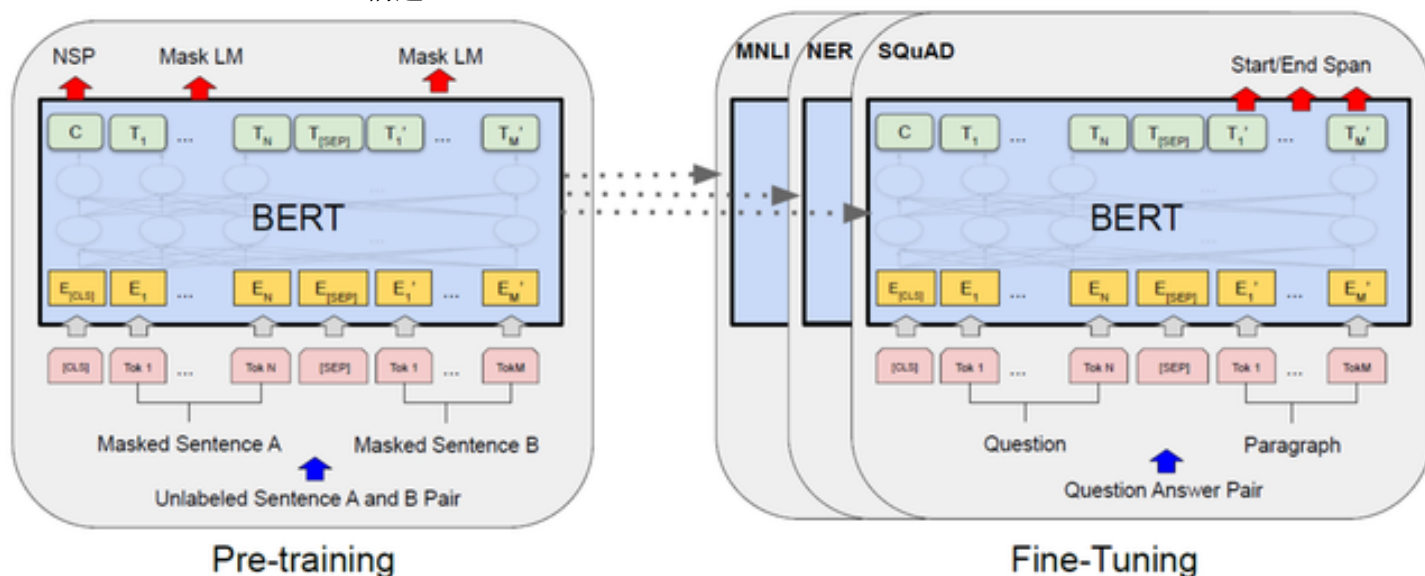 NSP Mask LM Mask LM
C T1 ... TN T[SEP] T1' ... TM'
...
BERT
...
E[CLS] E1 ... EN E[SEP] E1' ... EM'
[CLS] Tok 1 ... Tok N [SEP] Tok 1 ... TokM
Masked Sentence A Masked Sentence B
Unlabeled Sentence A and B Pair
Pre-training
MNLI NER SQuAD
Start/End Span
C T1 ... TN T[SEP] T1' ... TM'
...
BERT
...
E[CLS] E1 ... EN E[SEP] E1' ... EM'
[CLS] Tok 1 ... Tok N [SEP] Tok 1 ... TokM
Question Paragraph
Question Answer Pair
Fine-Tuning